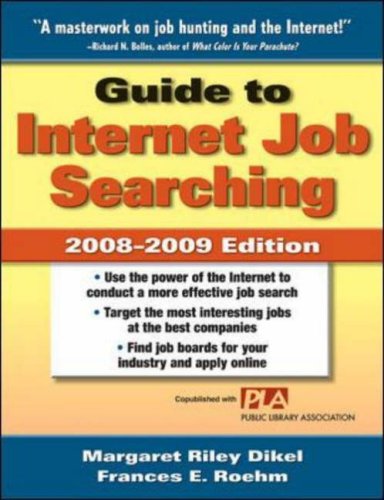 "A masterwork on job hunting and the Internet!"
–Richard N. Bolles, author of What Color Is Your Parachute?
Guide to
Internet Job
Searching
2008–2009 Edition
• Use the power of the Internet to
conduct a more effective job search
• Target the most interesting jobs
at the best companies
• Find job boards for your
industry and apply online
Copublished with
PLA
PUBLIC LIBRARY ASSOCIATION
Margaret Riley Dikel
Frances E. Roehm